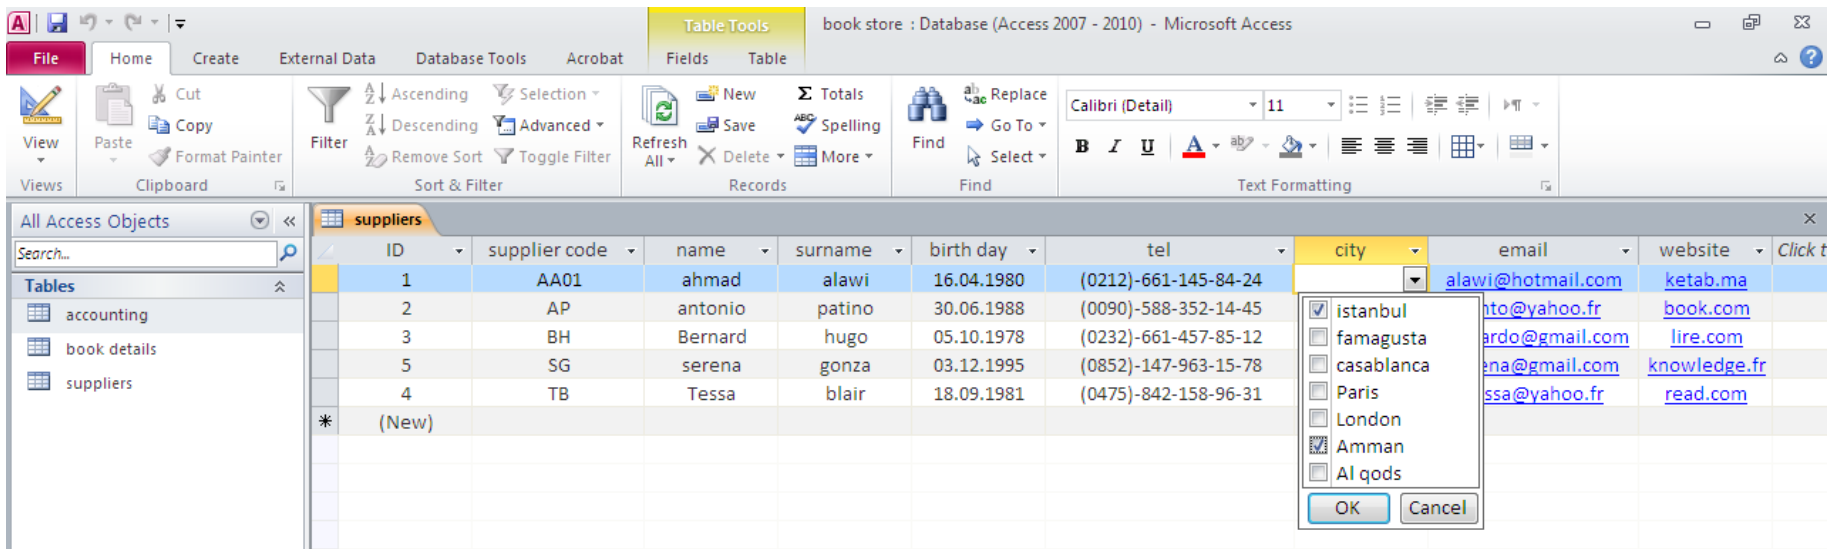 book store : Database (Access 2007 - 2010) - Microsoft Access
Table Tools
File Home Create External Data Database Tools Acrobat Fields Table
View
Views
Paste
Cut
Copy
Format Painter
Clipboard
Filter
Ascending
Descending
Remove Sort
Selection
Advanced
Toggle Filter
Sort & Filter
Refresh
All
New
Save
Delete
Totals
Spelling
More
Records
Find
Replace
Go To
Select
Find
Calibri (Detail) 11
B I U A ab
Text Formatting
All Access Objects
Search...
Tables
accounting
book details
suppliers
suppliers
ID supplier code name surname birth day tel city email website Click t
1 AA01 ahmad alawi 16.04.1980 (0212)-661-145-84-24 alawi@hotmail.com ketab.ma
2 AP antonio patino 30.06.1988 (0090)-588-352-14-45 nto@yahoo.fr book.com
3 BH Bernard hugo 05.10.1978 (0232)-661-457-85-12 ardo@gmail.com lire.com
5 SG serena gonza 03.12.1995 (0852)-147-963-15-78 ena@gmail.com knowledge.fr
4 TB Tessa blair 18.09.1981 (0475)-842-158-96-31 ssa@yahoo.fr read.com
(New)
istanbul
famagusta
casablanca
Paris
London
Amman
Al qods
OK Cancel